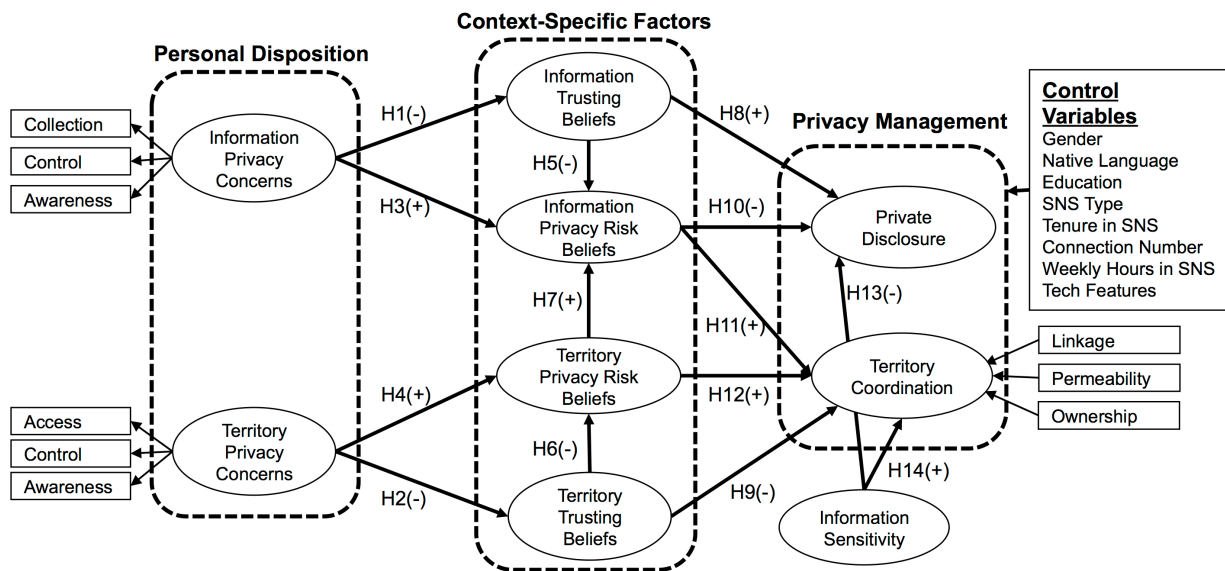 Context-Specific Factors
Personal Disposition
Information
Trusting
Beliefs
Control
Variables
Gender
Native Language
Education
SNS Type
Tenure in SNS
Connection Number
Weekly Hours in SNS
Tech Features
H1(-)
H8(+)
Privacy Management
Collection
Control
Awareness
Information
Privacy
Concerns
H5(-)
H3(+)
Information
Privacy Risk
Beliefs
H10(-)
Private
Disclosure
H7(+)
H11(+)
H13(-)
Territory
Privacy Risk
Beliefs
H4(+)
H12(+)
Territory
Coordination
Linkage
Permeability
Ownership
Access
Control
Awareness
Territory
Privacy
Concerns
H6(-)
H2(-)
Territory
Trusting
Beliefs
H9(-)
H14(+)
Information
Sensitivity